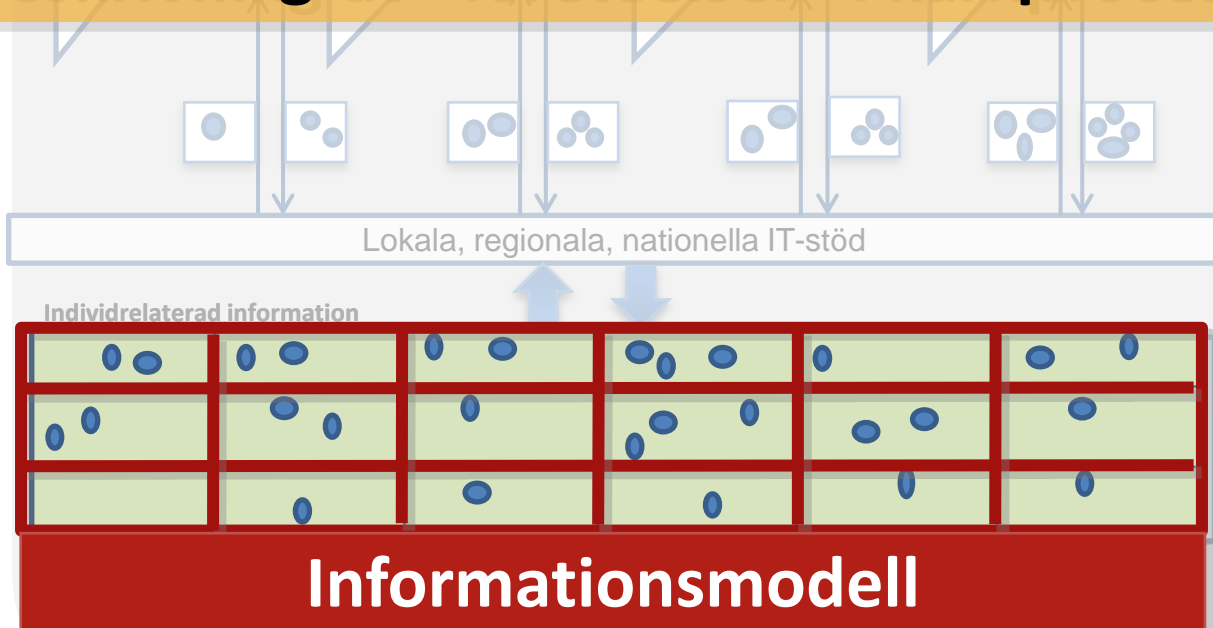 Lokala, regionala, nationella IT-stöd
Individrelaterad information
Informationsmodell